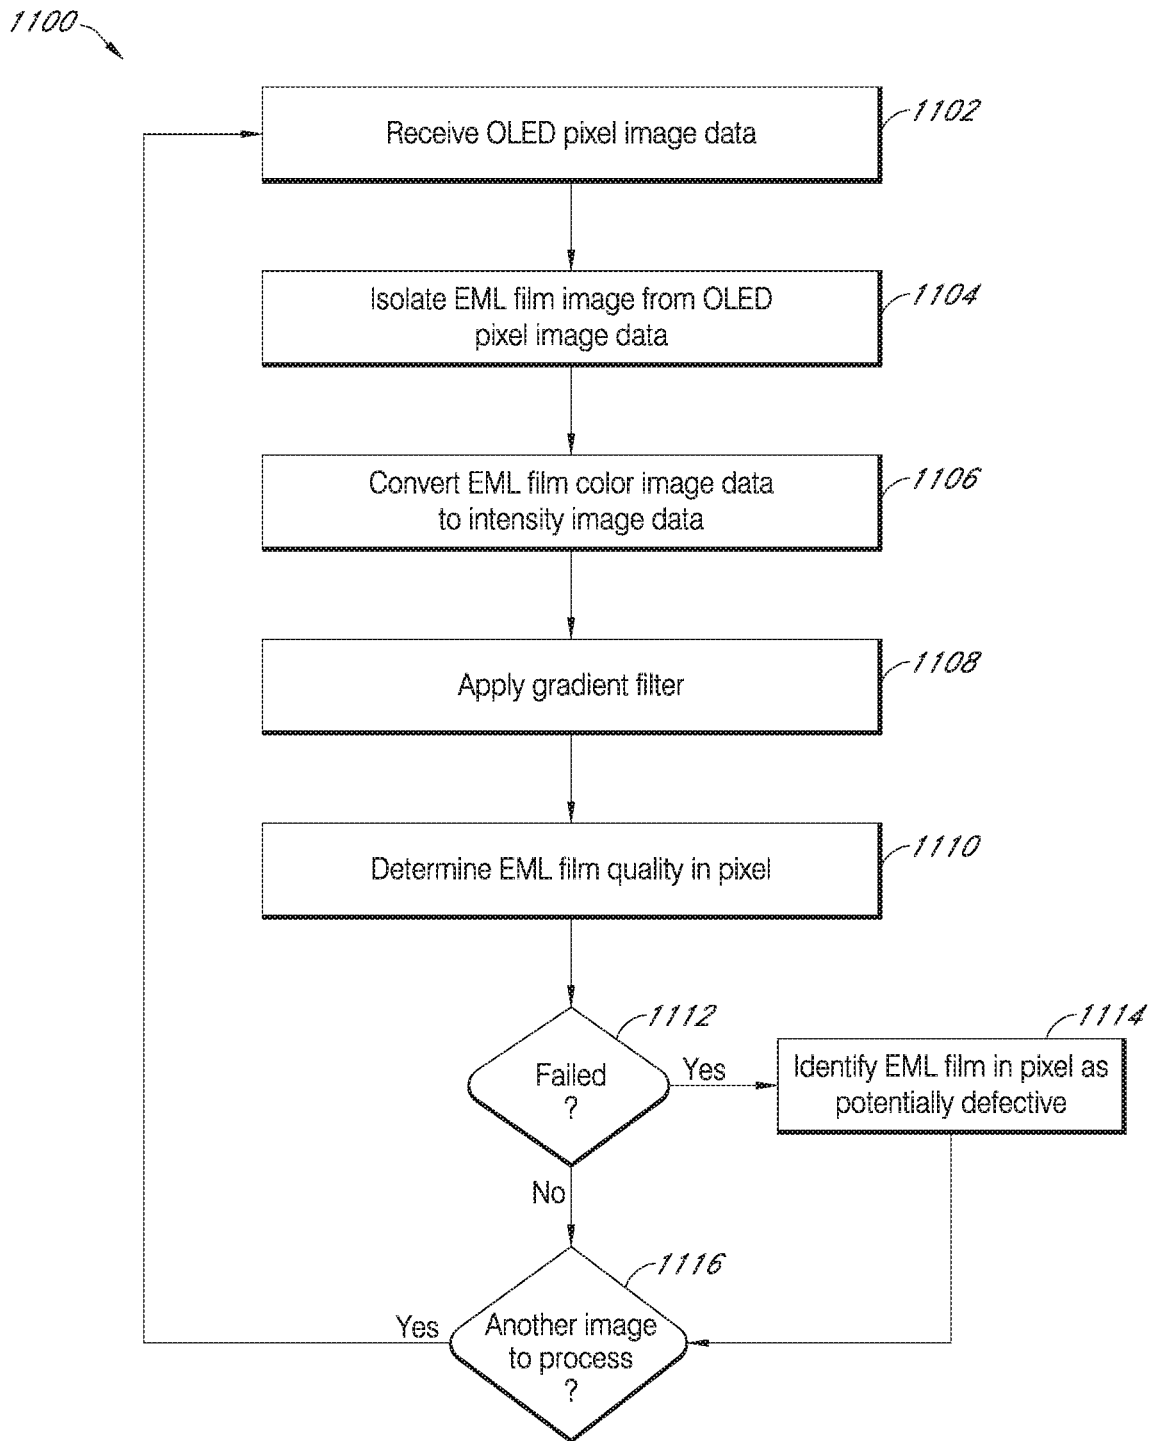 1100
1102
Receive OLED pixel image data
1104
Isolate EML film image from OLED
pixel image data
1106
Convert EML film color image data
to intensity image data
1108
Apply gradient filter
1110
Determine EML film quality in pixel
1112
Failed
?
Yes
1114
Identify EML film in pixel as
potentially defective
No
1116
Yes
Another image
to process
?